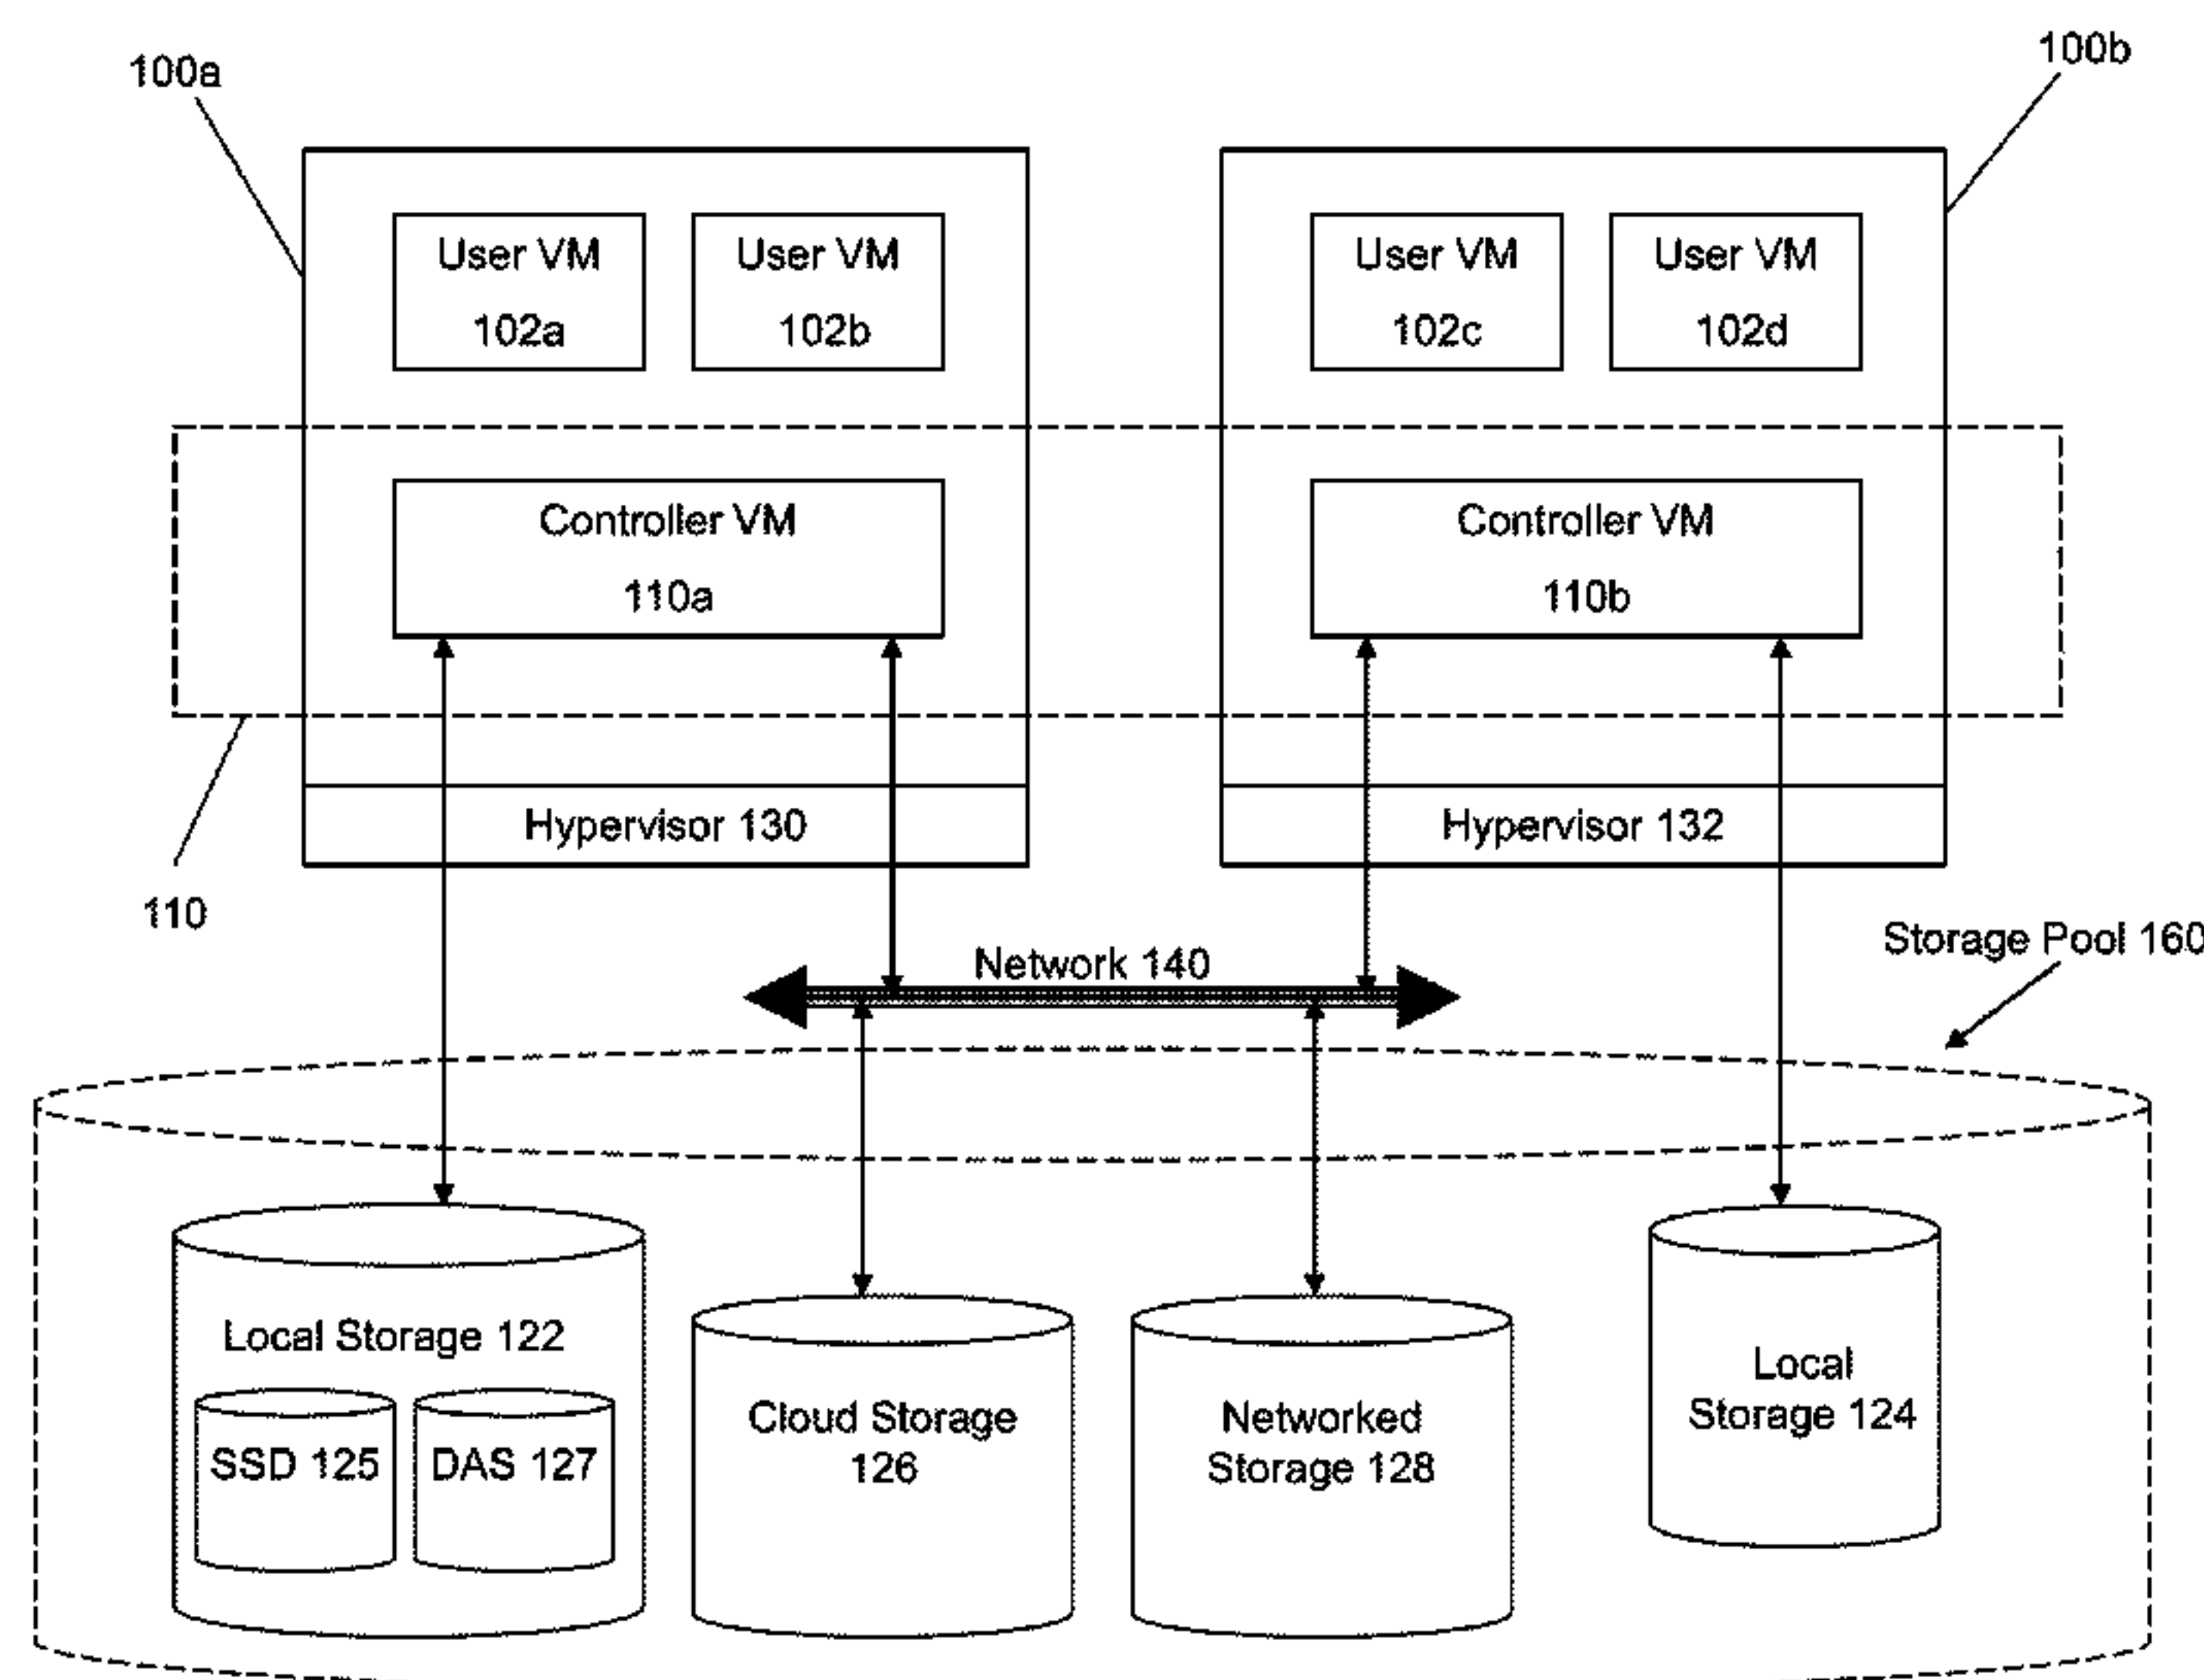 100a
100b
User VM
102a
User VM
102b
User VM
102c
User VM
102d
Controller VM
110a
Controller VM
110b
Hypervisor 130
Hypervisor 132
110
Network 140
Storage Pool 160
Local Storage 122
SSD 125
DAS 127
Cloud Storage
126
Networked
Storage 128
Local
Storage 124